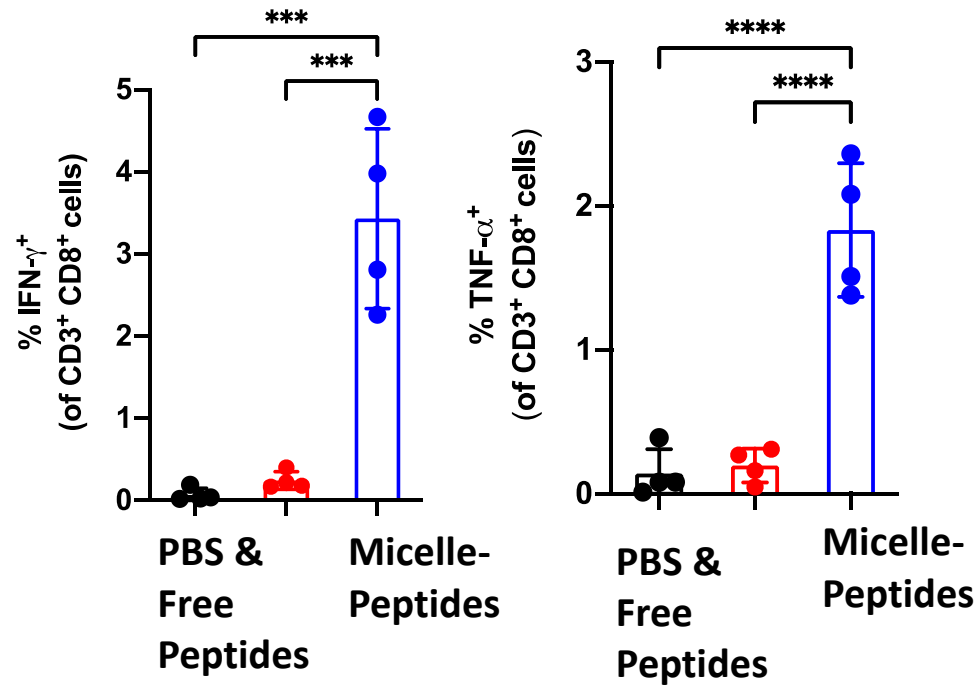 ***
***
5
4
3
2
1
0
% IFN-γ⁺
(of CD3⁺ CD8⁺ cells)
PBS &
Free
Peptides
Micelle-
Peptides
****
****
3
2
1
0
% TNF-α⁺
(of CD3⁺ CD8⁺ cells)
PBS &
Free
Peptides
Micelle-
Peptides